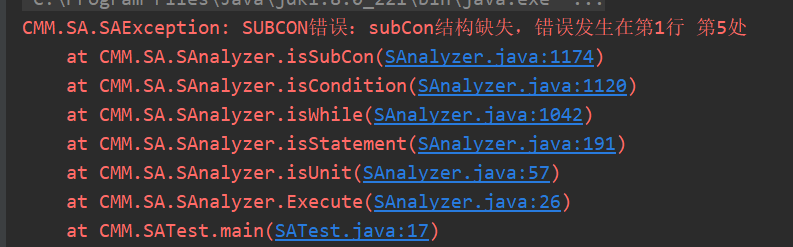 C:\Program Files\Java\jdk1.8.0_221\bin\java.exe" ...
CMM.SA.SAException: SUBCON错误：subCon结构缺失，错误发生在第1行 第5处
at CMM.SA.SAnalyzer.isSubCon(SAnalyzer.java:1174)
at CMM.SA.SAnalyzer.isCondition(SAnalyzer.java:1120)
at CMM.SA.SAnalyzer.isWhile(SAnalyzer.java:1042)
at CMM.SA.SAnalyzer.isStatement(SAnalyzer.java:191)
at CMM.SA.SAnalyzer.isUnit(SAnalyzer.java:57)
at CMM.SA.SAnalyzer.Execute(SAnalyzer.java:26)
at CMM.SATest.main(SATest.java:17)